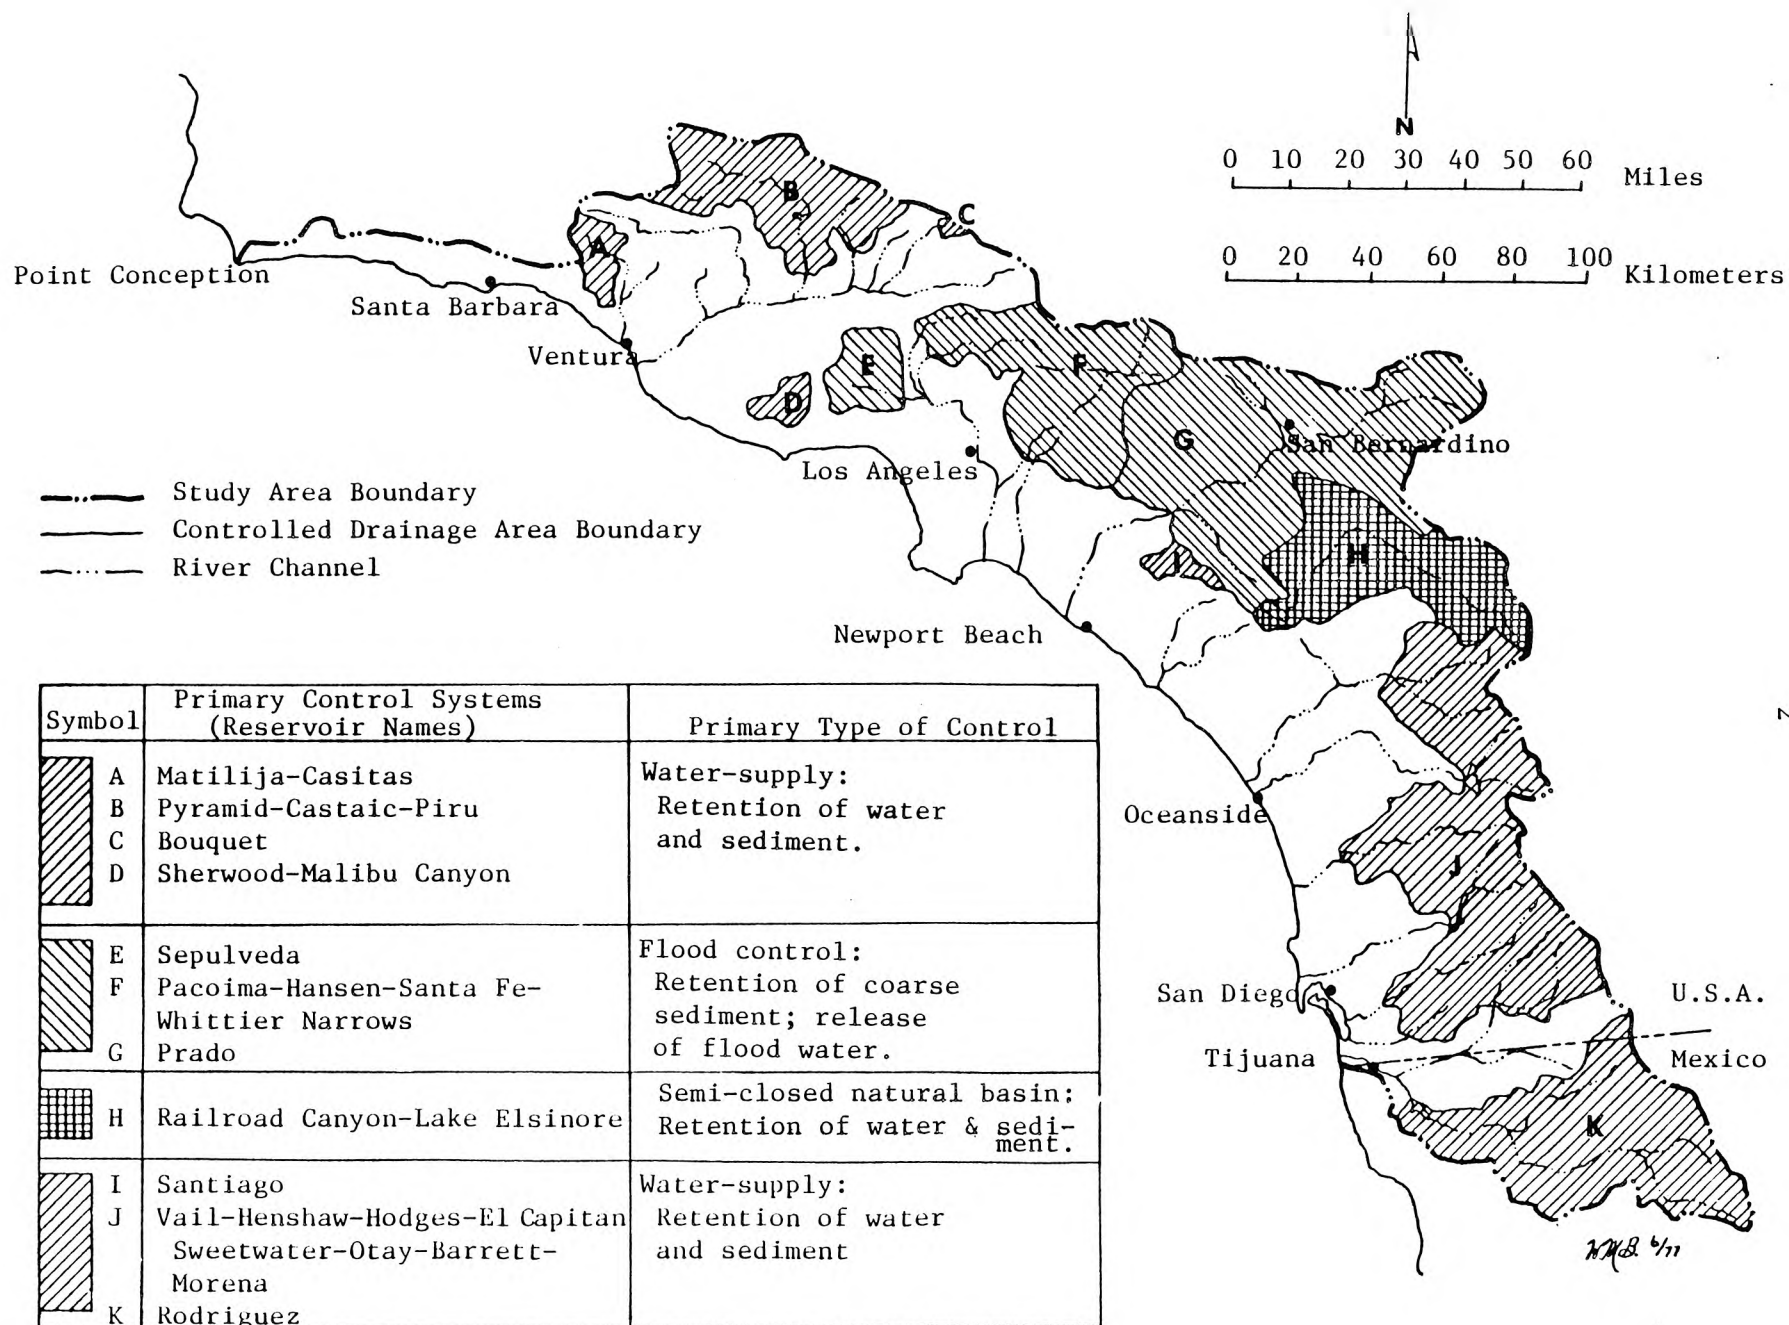 N
0 10 20 30 40 50 60
Miles
0 20 40 60 80 100
Kilometers
B
C
A
Point Conception
Santa Barbara
Ventura
E
F
D
G
San Bernardino
Los Angeles
H
I
Newport Beach
Oceanside
J
San Diego
U.S.A.
Tijuana
Mexico
K
6/77
Study Area Boundary
Controlled Drainage Area Boundary
River Channel
Symbol
Primary Control Systems
(Reservoir Names)
Primary Type of Control
A Matilija-Casitas
B Pyramid-Castaic-Piru
C Bouquet
D Sherwood-Malibu Canyon
Water-supply:
Retention of water
and sediment.
E Sepulveda
F Pacoima-Hansen-Santa Fe-
Whittier Narrows
G Prado
Flood control:
Retention of coarse
sediment; release
of flood water.
H Railroad Canyon-Lake Elsinore
Semi-closed natural basin:
Retention of water & sedi-
ment.
I Santiago
J Vail-Henshaw-Hodges-El Capitan
Sweetwater-Otay-Barrett-
Morena
K Rodriguez
Water-supply:
Retention of water
and sediment